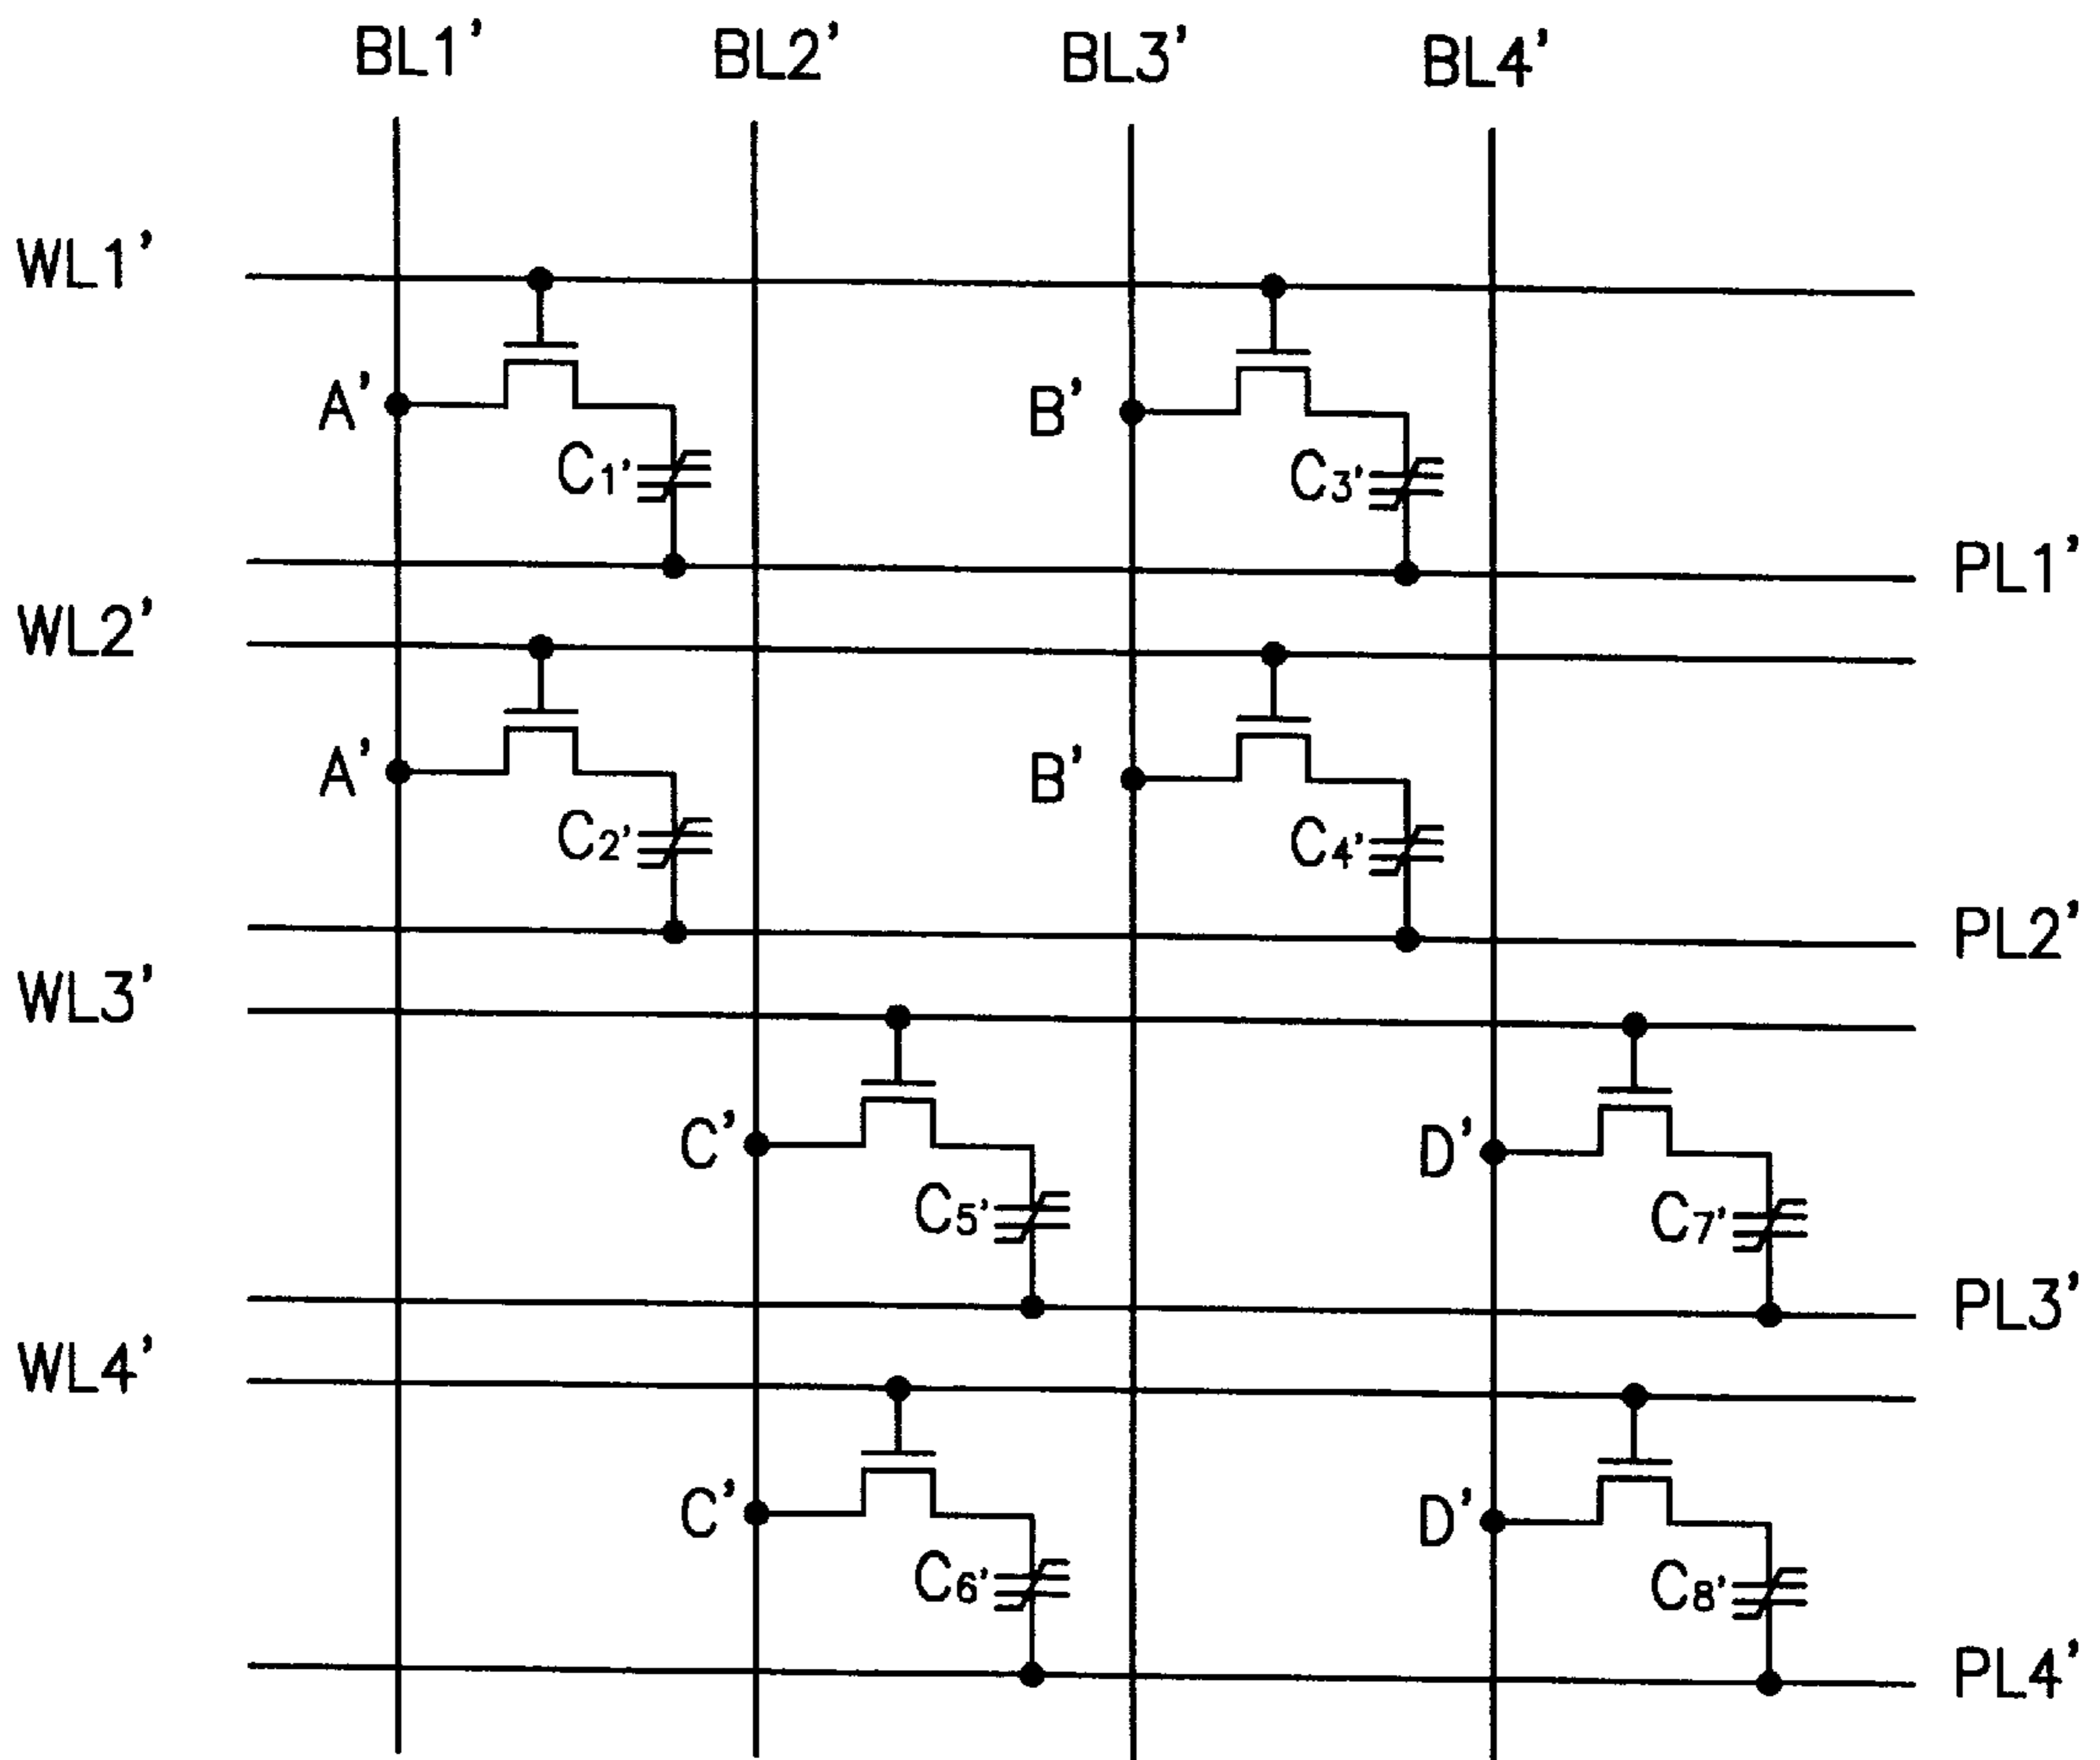 BL1' BL2' BL3' BL4'
WL1'
A' B'
C1' C3'
PL1'
WL2'
A' B'
C2' C4'
PL2'
WL3'
C' D'
C5' C7'
PL3'
WL4'
C' D'
C6' C8'
PL4'